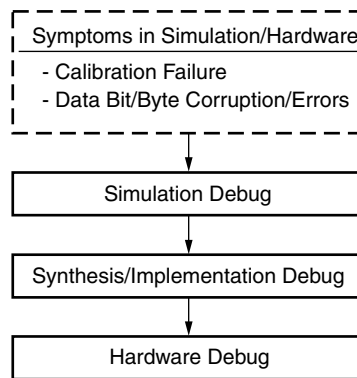 Symptoms in Simulation/Hardware
- Calibration Failure
- Data Bit/Byte Corruption/Errors
Simulation Debug
Synthesis/Implementation Debug
Hardware Debug